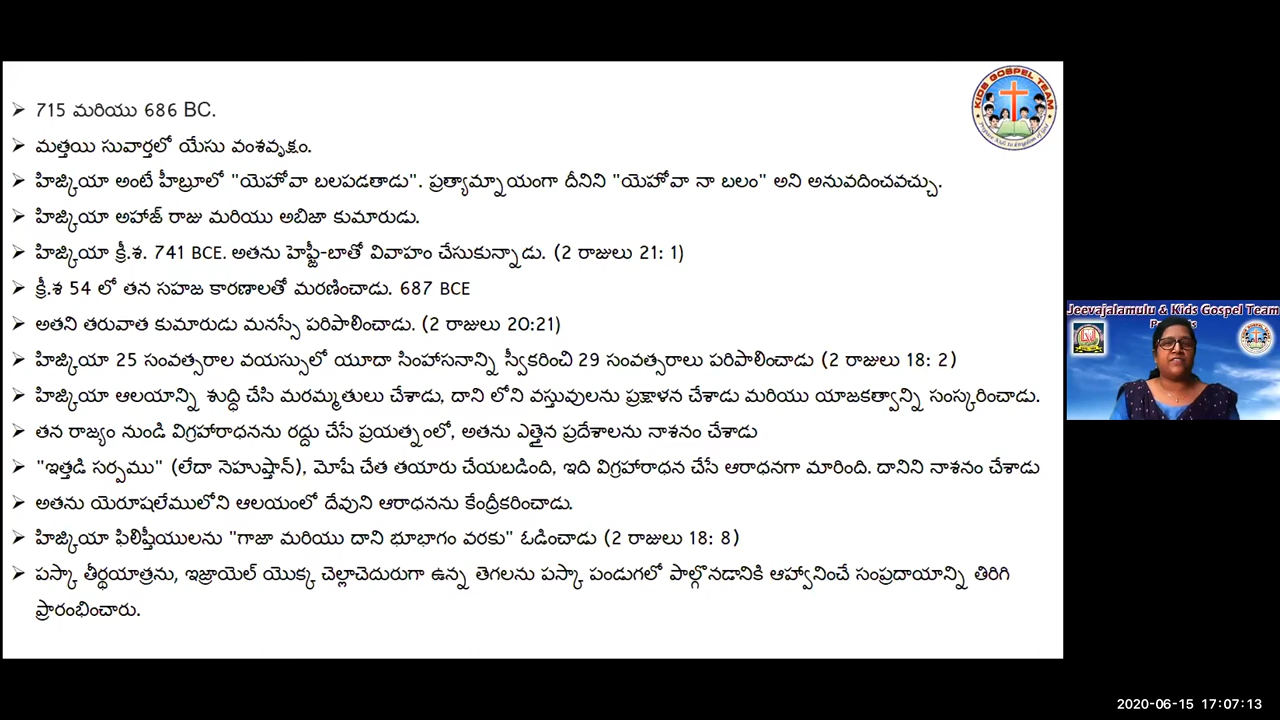 ➢ 715 మరియు 686 BC.
➢ మత్తయి సువార్తలో యేసు వంశవృక్షం.
➢ హిజ్కియా అంటే హీబ్రూలో "యెహోవా బలపడతాడు". ప్రత్యామ్నాయంగా దీనిని "యెహోవా నా బలం" అని అనువదించవచ్చు.
➢ హిజ్కియా అహాజ్ రాజు మరియు అబిజా కుమారుడు.
➢ హిజ్కియా క్రీ.శ. 741 BCE. అతను హెఫ్జీ-బాతో వివాహం చేసుకున్నాడు. (2 రాజులు 21: 1)
➢ క్రీ.శ 54 లో తన సహజ కారణాలతో మరణించాడు. 687 BCE
➢ అతని తరువాత కుమారుడు మనస్సే పరిపాలించాడు. (2 రాజులు 20:21)
➢ హిజ్కియా 25 సంవత్సరాల వయస్సులో యూదా సింహాసనాన్ని స్వీకరించి 29 సంవత్సరాలు పరిపాలించాడు (2 రాజులు 18: 2)
➢ హిజ్కియా ఆలయాన్ని శుద్ధి చేసి మరమ్మతులు చేశాడు, దాని లోని వస్తువులను ప్రక్షాళన చేశాడు మరియు యాజకత్వాన్ని సంస్కరించాడు.
➢ తన రాజ్యం నుండి విగ్రహారాధనను రద్దు చేసే ప్రయత్నంలో, అతను ఎత్తైన ప్రదేశాలను నాశనం చేశాడు
➢ "ఇత్తడి సర్పము" (లేదా నెహుష్తాన్), మోషే చేత తయారు చేయబడింది, ఇది విగ్రహారాధన చేసే ఆరాధనగా మారింది. దానిని నాశనం చేశాడు
➢ అతను యెరూషలేములోని ఆలయంలో దేవుని ఆరాధనను కేంద్రీకరించాడు.
➢ హిజ్కియా ఫిలిష్తీయులను "గాజా మరియు దాని భూభాగం వరకు" ఓడించాడు (2 రాజులు 18: 8)
➢ పస్కా తీర్థయాత్రను, ఇజ్రాయెల్ యొక్క చెల్లాచెదురుగా ఉన్న తెగలను పస్కా పండుగలో పాల్గొనడానికి ఆహ్వానించే సంప్రదాయాన్ని తిరిగి
ప్రారంభించారు.
KIDS GOSPEL TEAM
Jeevajalamulu & Kids Gospel Team
2020-06-15 17:07:13